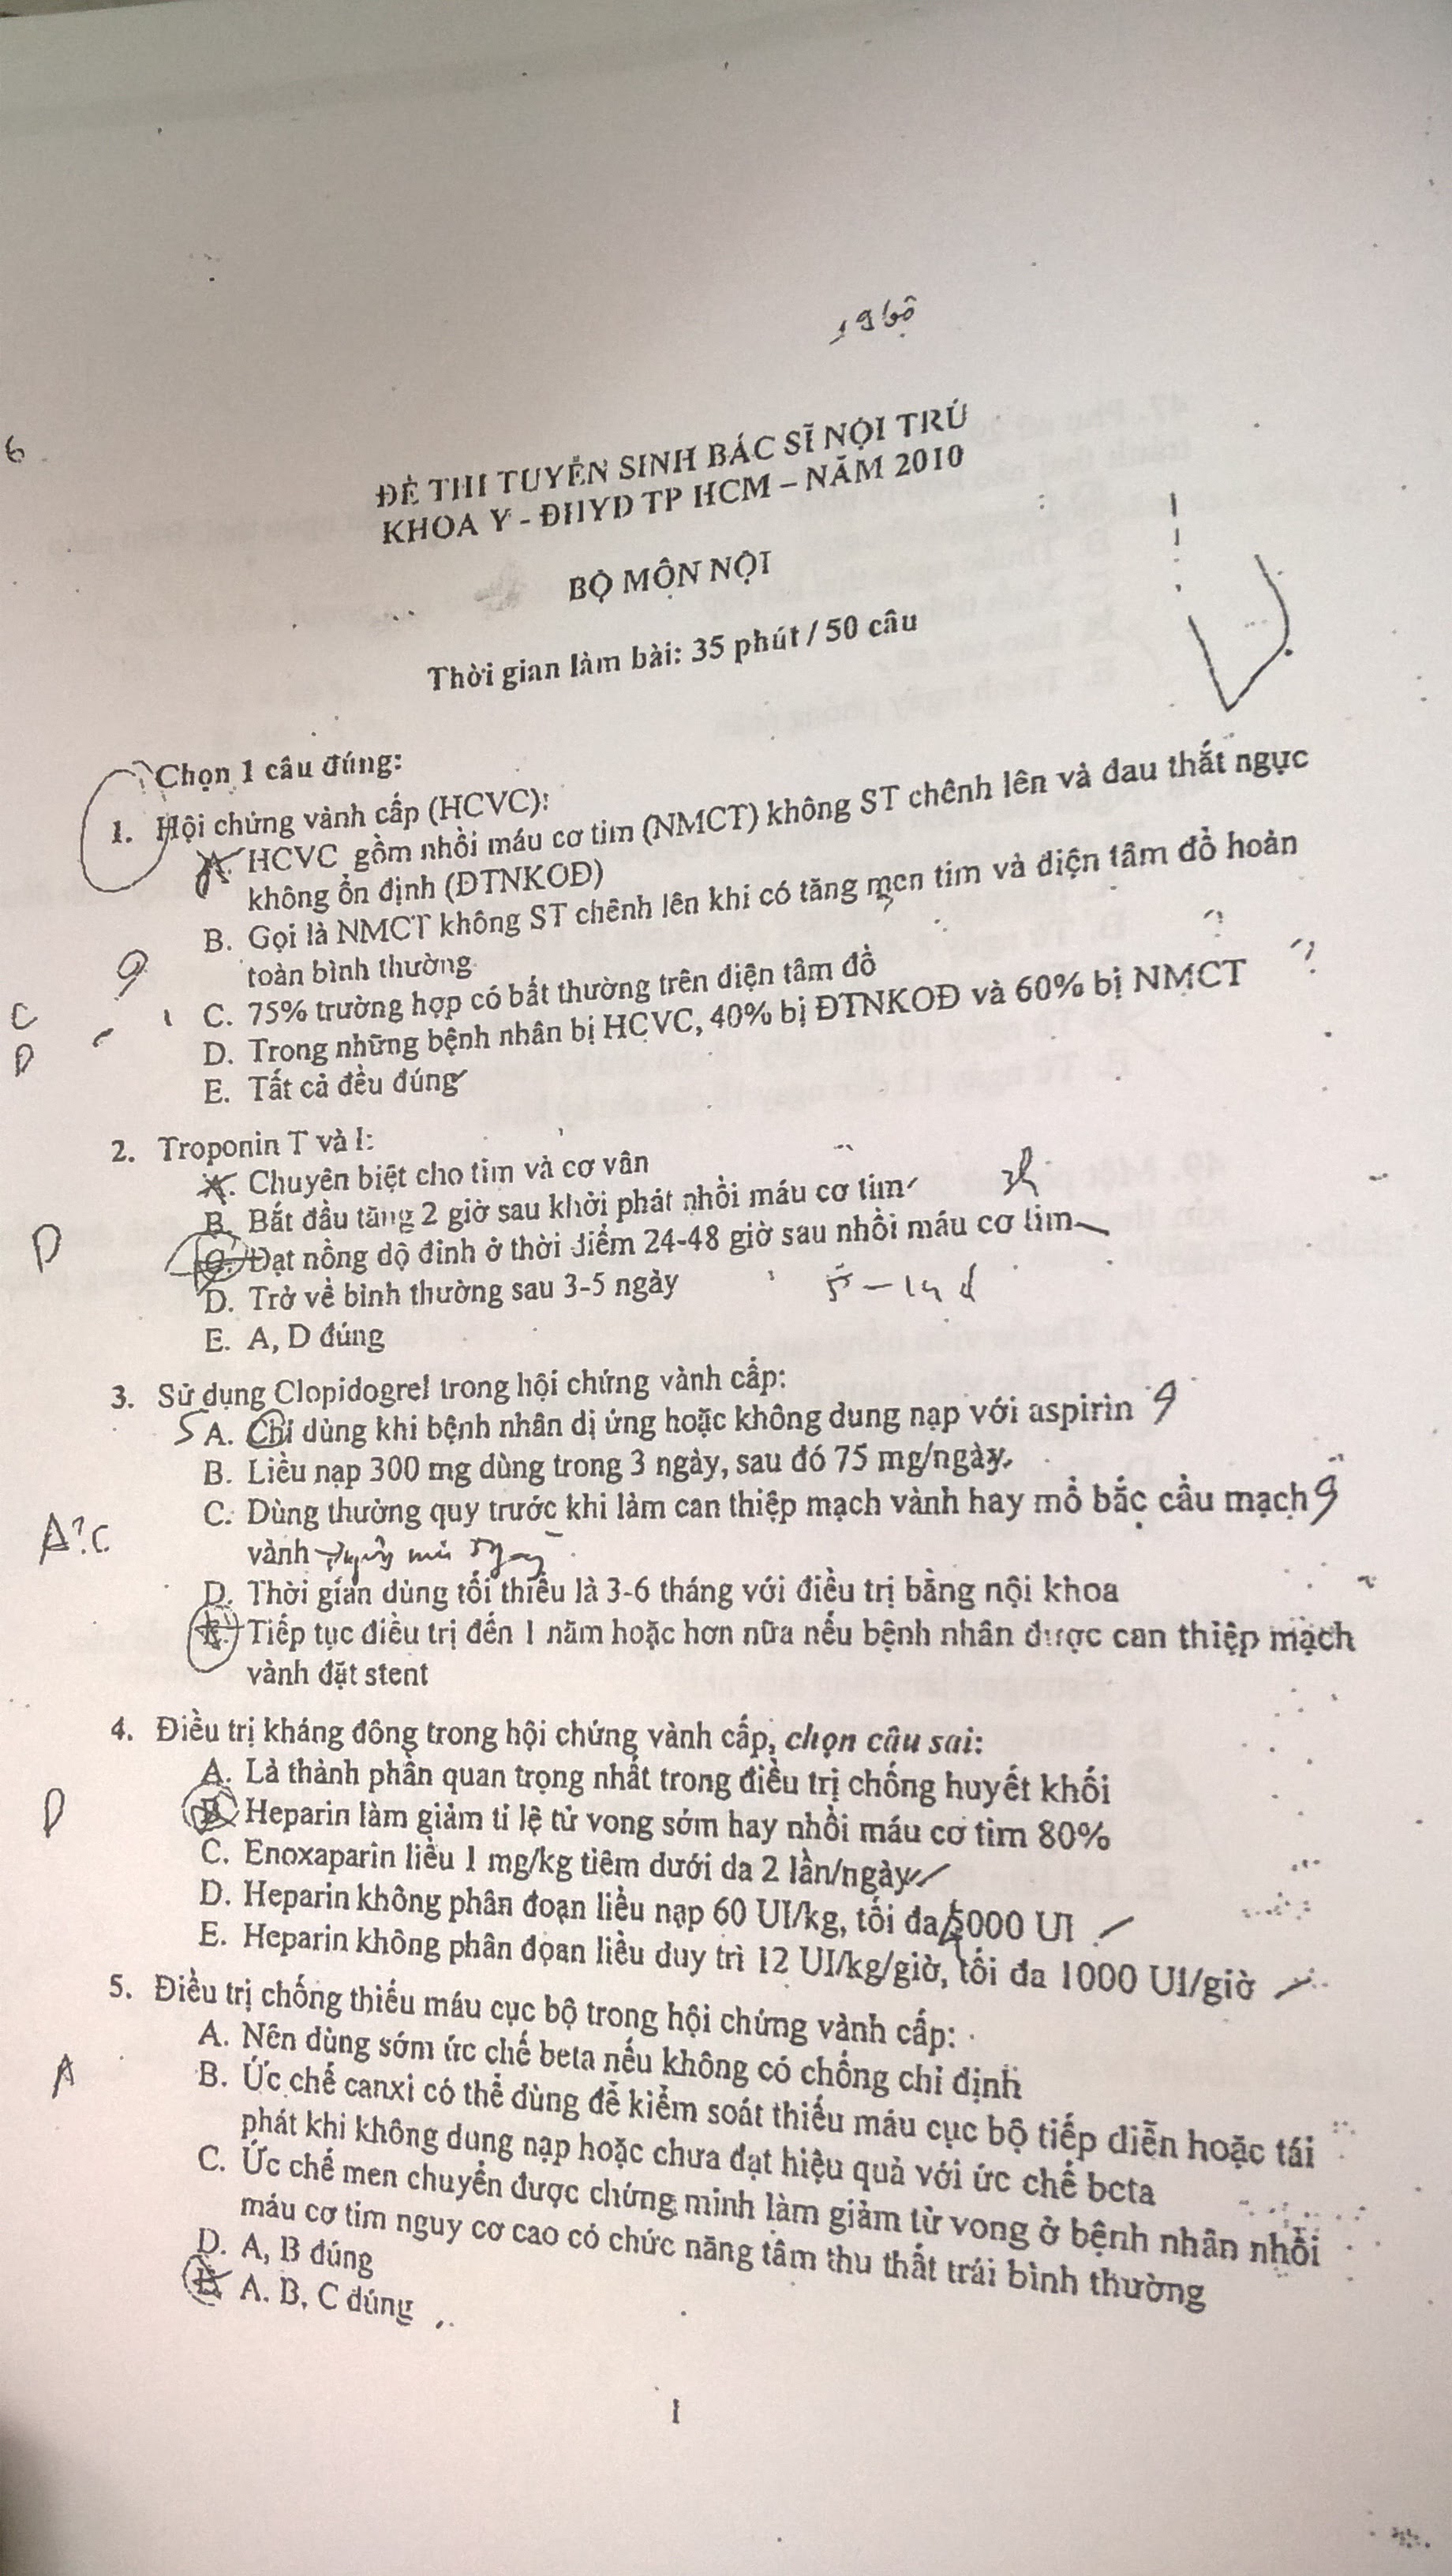 19 bộ
6
ĐỀ THI TUYỂN SINH BÁC SĨ NỘI TRÚ
KHOA Y - ĐHYD TP HCM – NĂM 2010
BỘ MÔN NỘI
Thời gian làm bài: 35 phút / 50 câu
Chọn 1 câu đúng:
1. Hội chứng vành cấp (HCVC):
A. HCVC gồm nhồi máu cơ tim (NMCT) không ST chênh lên và đau thắt ngực
không ổn định (ĐTNKOĐ)
B. Gọi là NMCT không ST chênh lên khi có tăng men tim và điện tâm đồ hoàn
toàn bình thường
C. 75% trường hợp có bất thường trên điện tâm đồ
C
D. Trong những bệnh nhân bị HCVC, 40% bị ĐTNKOĐ và 60% bị NMCT ?
D
E. Tất cả đều đúng
2. Troponin T và I:
A. Chuyên biệt cho tim và cơ vân
B. Bắt đầu tăng 2 giờ sau khởi phát nhồi máu cơ tim 3h
D
C. Đạt nồng độ đỉnh ở thời điểm 24-48 giờ sau nhồi máu cơ tim
D. Trở về bình thường sau 3-5 ngày 5-14 d
E. A, D đúng
3. Sử dụng Clopidogrel trong hội chứng vành cấp:
S A. Chỉ dùng khi bệnh nhân dị ứng hoặc không dung nạp với aspirin
B. Liều nạp 300 mg dùng trong 3 ngày, sau đó 75 mg/ngày.
C. Dùng thường quy trước khi làm can thiệp mạch vành hay mổ bắc cầu mạch
A? C
vành
D. Thời gian dùng tối thiểu là 3-6 tháng với điều trị bằng nội khoa
E. Tiếp tục điều trị đến 1 năm hoặc hơn nữa nếu bệnh nhân được can thiệp mạch
vành đặt stent
4. Điều trị kháng đông trong hội chứng vành cấp, chọn câu sai:
A. Là thành phần quan trọng nhất trong điều trị chống huyết khối
D
B. Heparin làm giảm tỉ lệ tử vong sớm hay nhồi máu cơ tim 80%
C. Enoxaparin liều 1 mg/kg tiêm dưới da 2 lần/ngày
D. Heparin không phân đoạn liều nạp 60 UI/kg, tối đa 5000 UI
E. Heparin không phân đọan liều duy trì 12 UI/kg/giờ, tối đa 1000 UI/giờ
5. Điều trị chống thiếu máu cục bộ trong hội chứng vành cấp:
A. Nên dùng sớm ức chế beta nếu không có chống chỉ định
A
B. Ức chế canxi có thể dùng để kiểm soát thiếu máu cục bộ tiếp diễn hoặc tái
phát khi không dung nạp hoặc chưa đạt hiệu quả với ức chế beta
C. Ức chế men chuyển được chứng minh làm giảm tử vong ở bệnh nhân nhồi
máu cơ tim nguy cơ cao có chức năng tâm thu thất trái bình thường
D. A, B đúng
E. A, B, C đúng
1